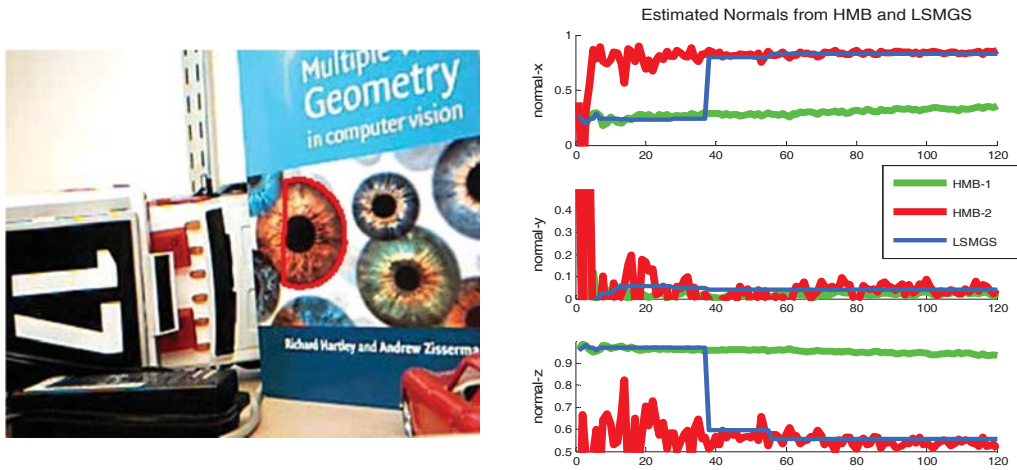 Multiple
Geometry
in computer vision
17
Richard Hartley and Andrew Zisserma
Estimated Normals from HMB and LSMGS
normal-x
1
0.5
0
0 20 40 60 80 100 120
normal-y
0.4
0.3
0.2
0.1
0
0 20 40 60 80 100 120
HMB-1
HMB-2
LSMGS
normal-z
0.9
0.8
0.7
0.6
0.5
0 20 40 60 80 100 120